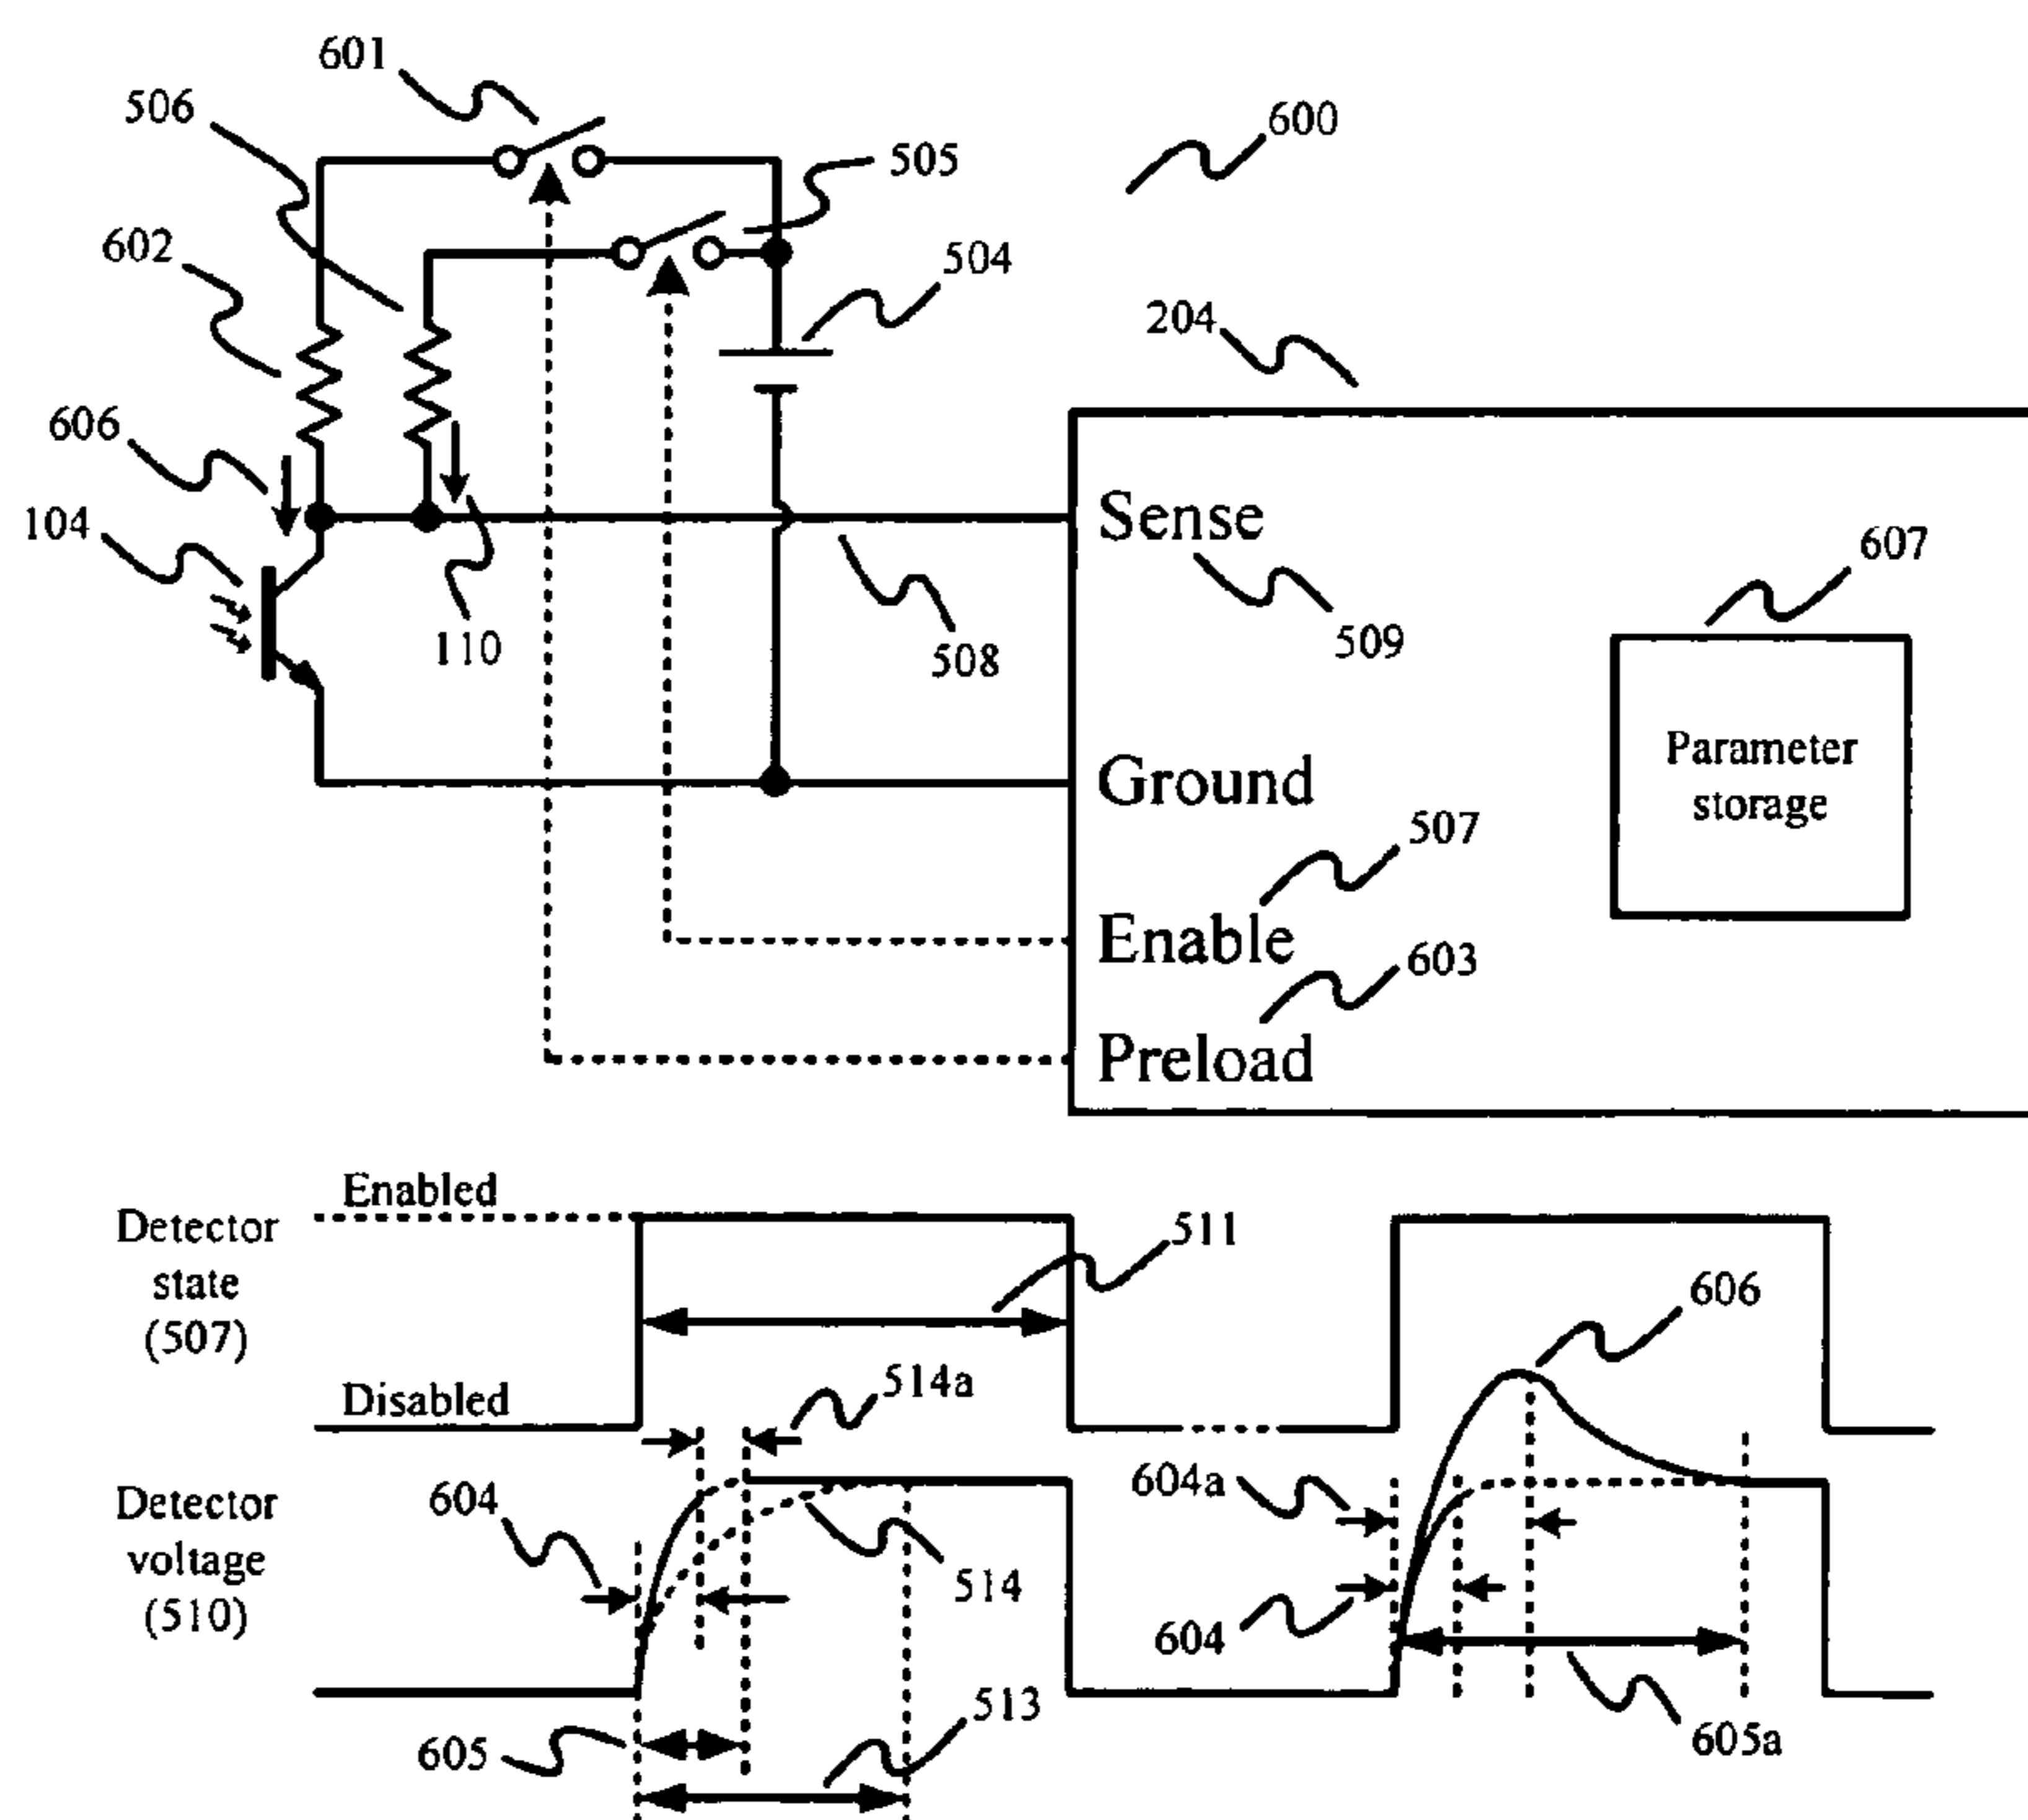 601
506
600
505
602
504
204
606
104
Sense
607
110
508
509
Parameter
storage
Ground
507
Enable
603
Preload
Enabled
Detector
state
(507)
511
606
Disabled
514a
604a
604
Detector
voltage
(510)
514
604
513
605
605a